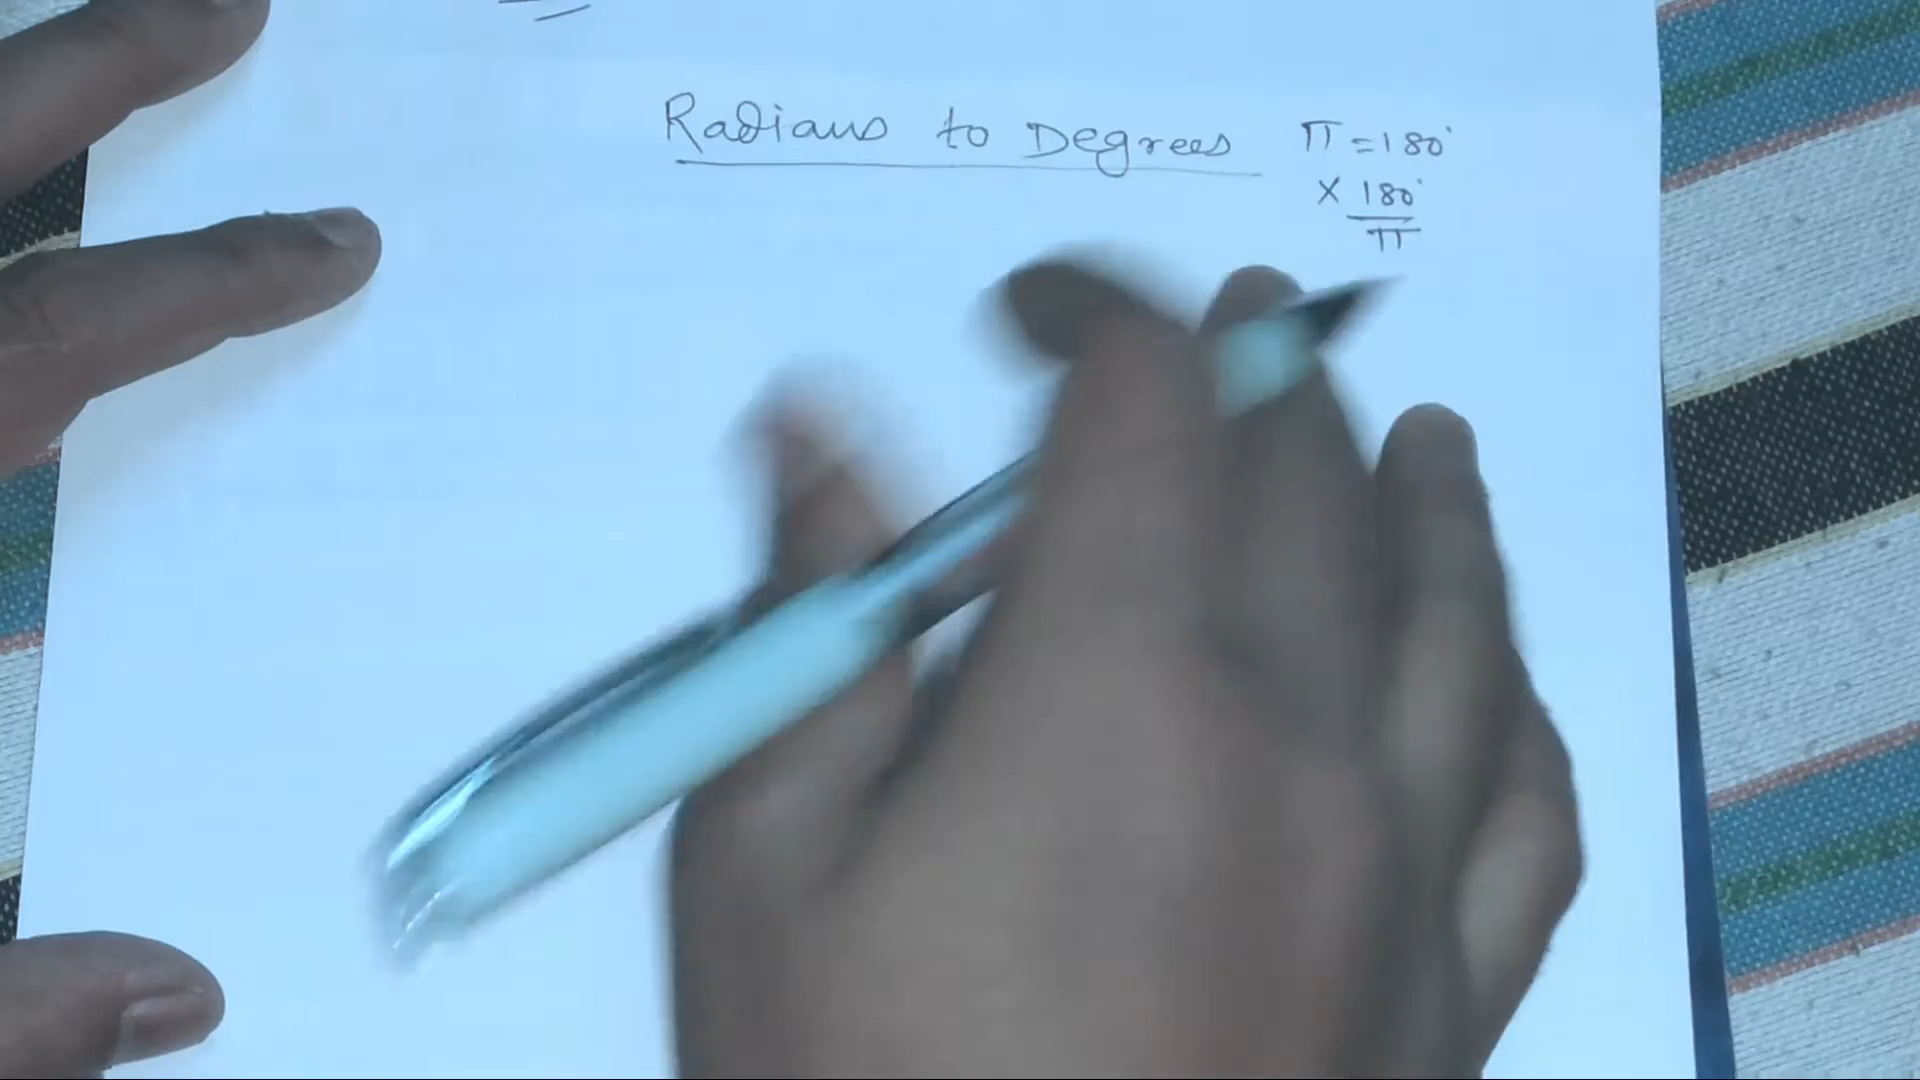 Radians to Degrees π = 180°
× 180°
π